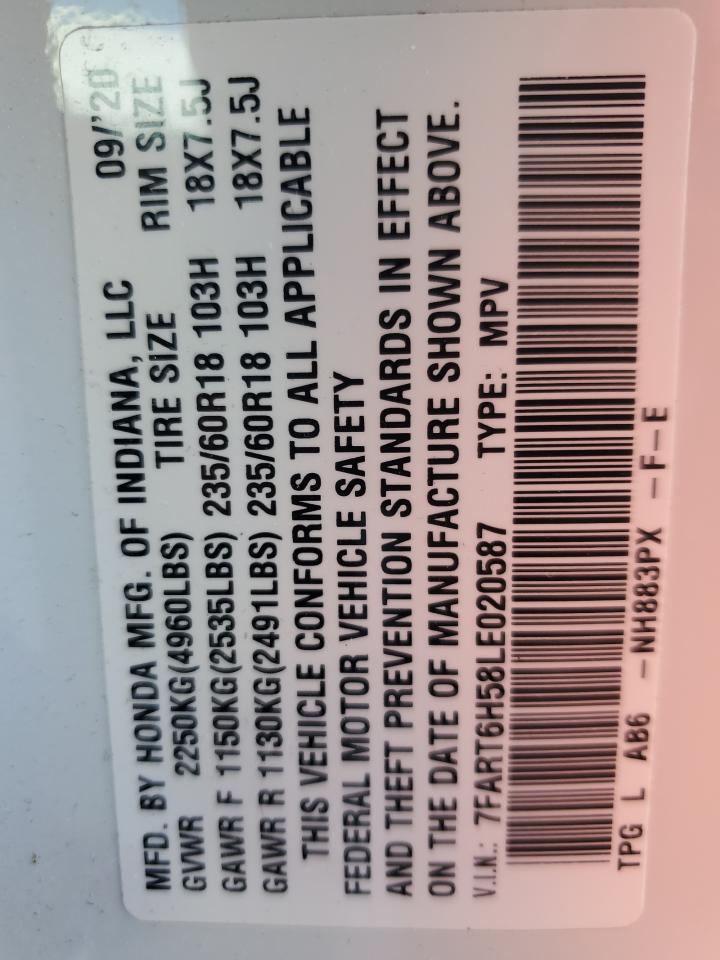 MFD. BY HONDA MFG. OF INDIANA, LLC 09/'20
TIRE SIZE RIM SIZE
GVWR 2250KG(4960LBS)
GAWR F 1150KG(2535LBS) 235/60R18 103H 18X7.5J
GAWR R 1130KG(2491LBS) 235/60R18 103H 18X7.5J
THIS VEHICLE CONFORMS TO ALL APPLICABLE
FEDERAL MOTOR VEHICLE SAFETY
AND THEFT PREVENTION STANDARDS IN EFFECT
ON THE DATE OF MANUFACTURE SHOWN ABOVE.
V.I.N.: 7FART6H58LE020587 TYPE: MPV
TPG L AB6 -NH883PX -F-E